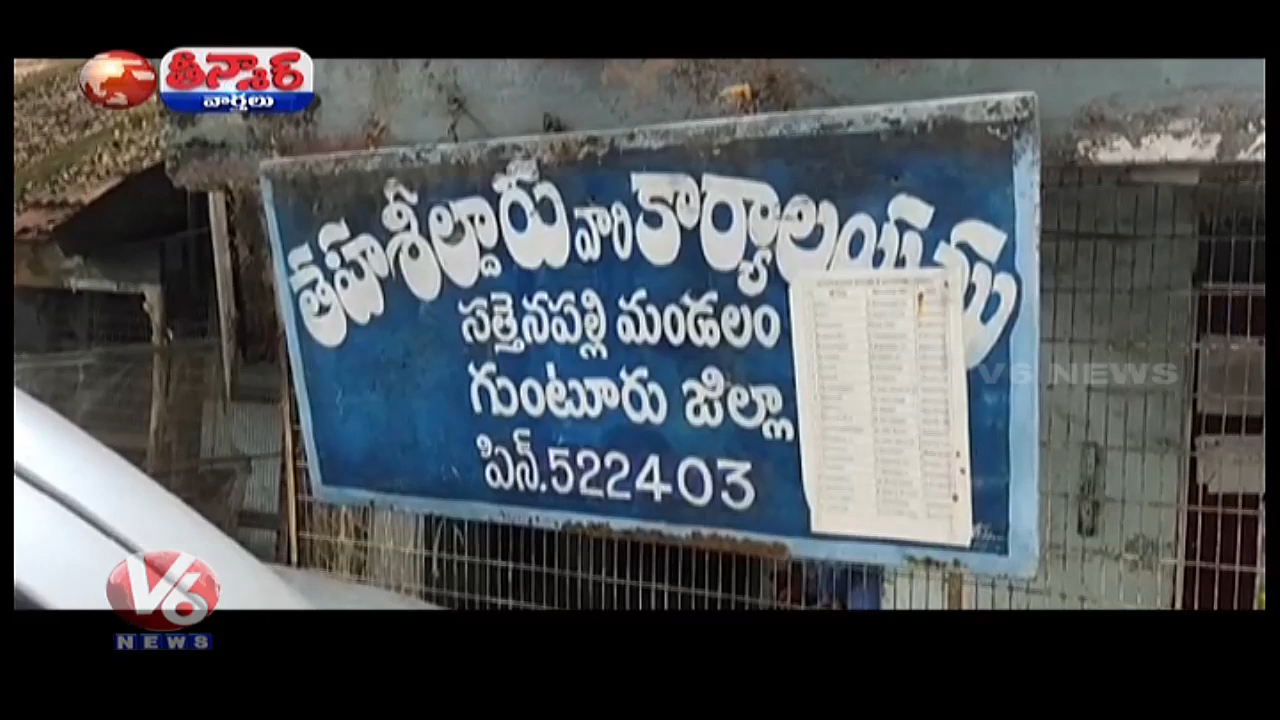 తీన్మార్
వార్తలు
తహశీల్దారు వారి కార్యాలయము
సత్తెనపల్లి మండలం
గుంటూరు జిల్లా
పిన్.522403
V6 NEWS
V6
NEWS